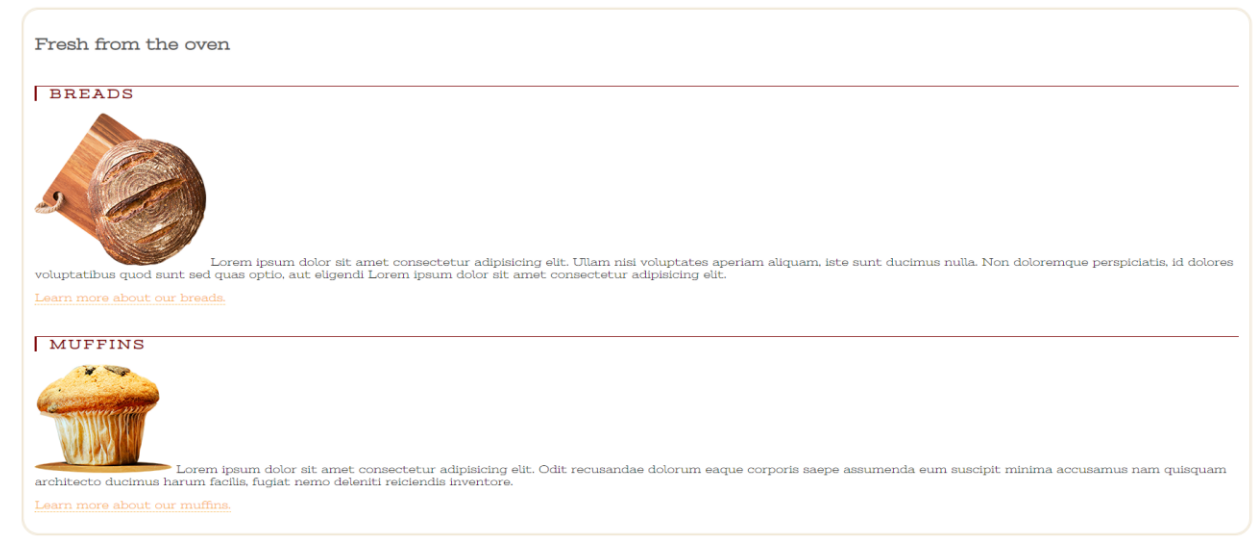 Fresh from the oven
BREADS
Lorem ipsum dolor sit amet consectetur adipisicing elit. Ullam nisi voluptates aperiam aliquam, iste sunt ducimus nulla. Non doloremque perspiciatis, id dolores
voluptatibus quod sunt sed quas optio, aut eligendi Lorem ipsum dolor sit amet consectetur adipisicing elit.
Learn more about our breads.
MUFFINS
Lorem ipsum dolor sit amet consectetur adipisicing elit. Odit recusandae dolorum eaque corporis saepe assumenda eum suscipit minima accusamus nam quisquam
architecto ducimus harum facilis, fugiat nemo deleniti reiciendis inventore.
Learn more about our muffins.